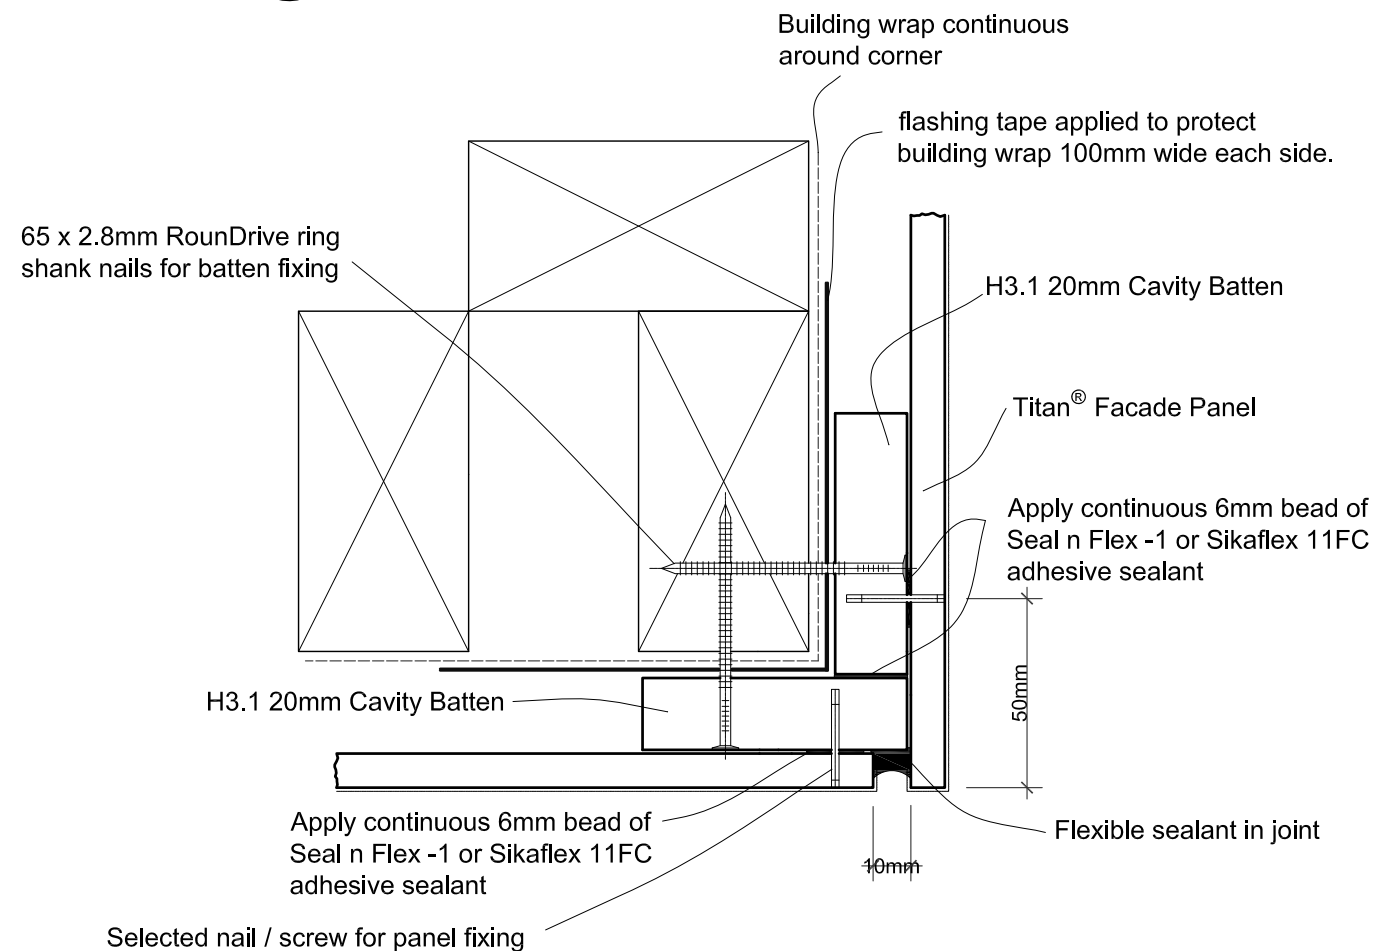 Building wrap continuous
around corner
flashing tape applied to protect
building wrap 100mm wide each side.
65 x 2.8mm RounDrive ring
shank nails for batten fixing
H3.1 20mm Cavity Batten
Titan® Facade Panel
Apply continuous 6mm bead of
Seal n Flex -1 or Sikaflex 11FC
adhesive sealant
H3.1 20mm Cavity Batten
50mm
Apply continuous 6mm bead of
Seal n Flex -1 or Sikaflex 11FC
adhesive sealant
Flexible sealant in joint
10mm
Selected nail / screw for panel fixing